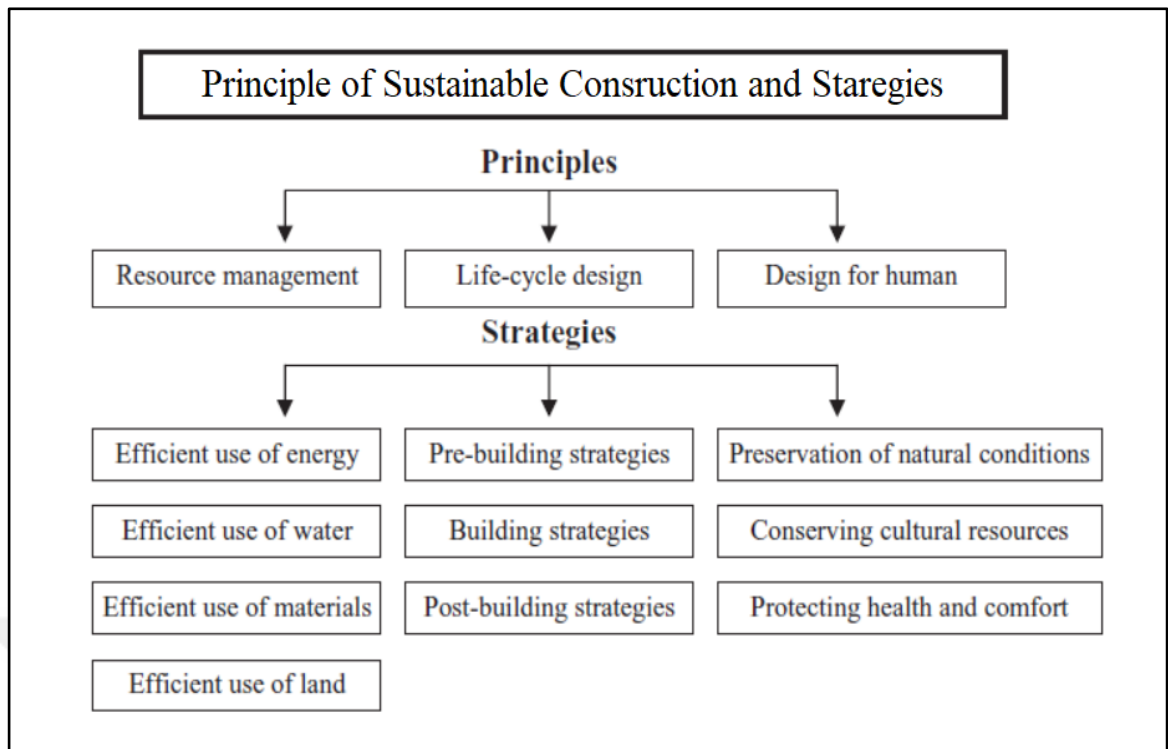 Principle of Sustainable Consruction and Staregies
Principles
Resource management
Life-cycle design
Design for human
Strategies
Efficient use of energy
Pre-building strategies
Preservation of natural conditions
Efficient use of water
Building strategies
Conserving cultural resources
Efficient use of materials
Post-building strategies
Protecting health and comfort
Efficient use of land